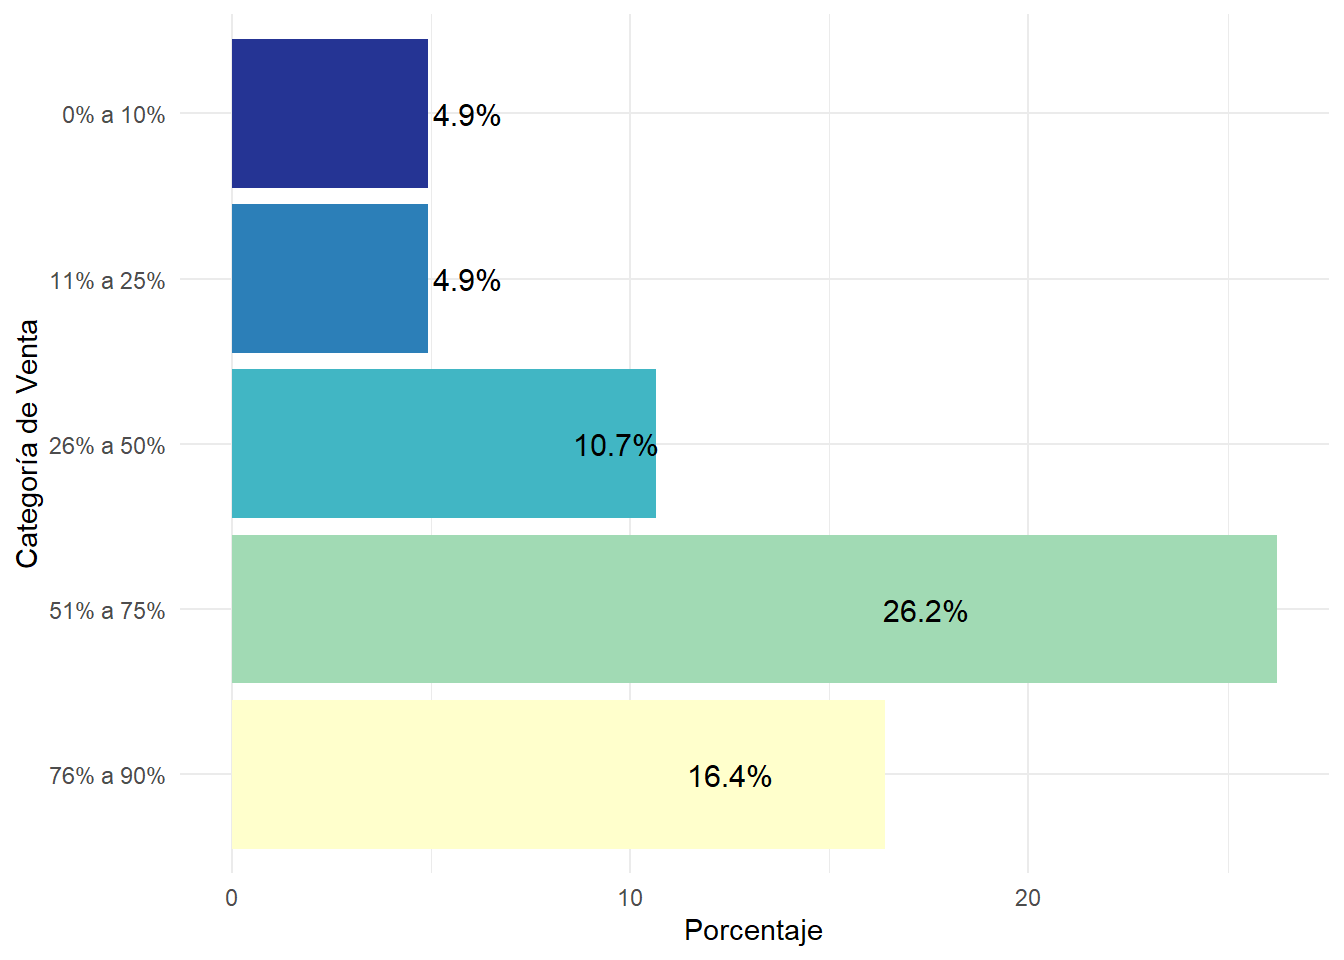 Categoría de Venta
0% a 10%
4.9%
11% a 25%
4.9%
26% a 50%
10.7%
51% a 75%
26.2%
76% a 90%
16.4%
0
10
20
Porcentaje